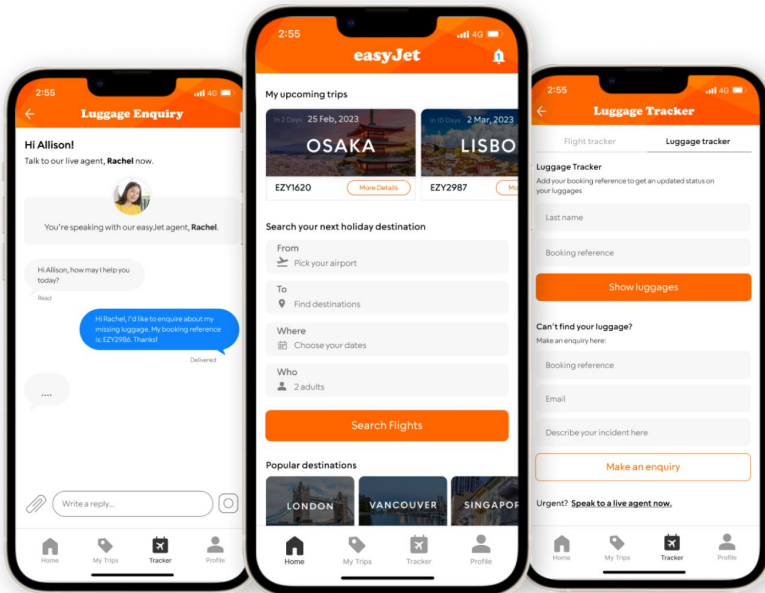 2:55
4G
Luggage Enquiry
Hi Allison!
Talk to our live agent, Rachel now.
You're speaking with our easyJet agent, Rachel.
Hi Allison, how may I help you
today?
Read
Hi Rachel, I'd like to enquire about my
missing luggage. My booking reference
is: EZY2986. Thanks!
Delivered
....
Write a reply...
Home
My Trips
Tracker
Profile
2:55
4G
easyJet
1
My upcoming trips
In 2 Days 25 Feb, 2023
OSAKA
EZY1620
More Details
In 10 Days 2 Mar, 2023
LISBO
EZY2987
Mo
Search your next holiday destination
From
Pick your airport
To
Find destinations
Where
Choose your dates
Who
2 adults
Search Flights
Popular destinations
LONDON
VANCOUVER
SINGAPOR
Home
My Trips
Tracker
Profile
2:55
4G
Luggage Tracker
Flight tracker
Luggage tracker
Luggage Tracker
Add your booking reference to get an updated status on
your luggages
Last name
Booking reference
Show luggages
Can't find your luggage?
Make an enquiry here:
Booking reference
Email
Describe your incident here
Make an enquiry
Urgent? Speak to a live agent now.
Home
My Trips
Tracker
Profile